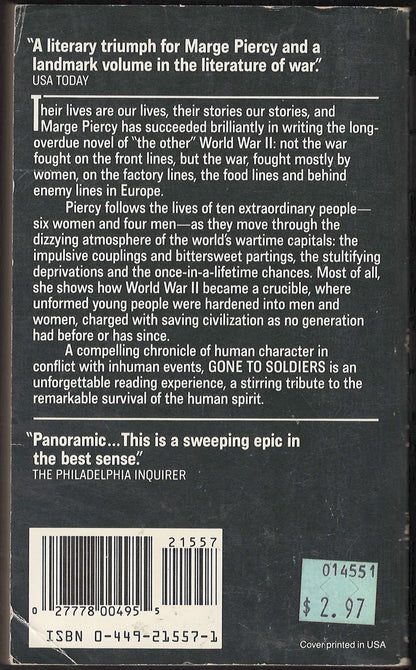 "A literary triumph for Marge Piercy and a
landmark volume in the literature of war."
USA TODAY
Their lives are our lives, their stories our stories, and
Marge Piercy has succeeded brilliantly in writing the long-
overdue novel of "the other" World War II: not the war
fought on the front lines, but the war, fought mostly by
women, on the factory lines, the food lines and behind
enemy lines in Europe.
Piercy follows the lives of ten extraordinary people—
six women and four men—as they move through the
dizzying atmosphere of the world's wartime capitals: the
impulsive couplings and bittersweet partings, the stultifying
deprivations and the once-in-a-lifetime chances. Most of all,
she shows how World War II became a crucible, where
unformed young people were hardened into men and
women, charged with saving civilization as no generation
had before or has since.
A compelling chronicle of human character in
conflict with inhuman events, GONE TO SOLDIERS is an
unforgettable reading experience, a stirring tribute to the
remarkable survival of the human spirit.
"Panoramic...This is a sweeping epic in
the best sense."
THE PHILADELPHIA INQUIRER
21557
0 27778 00495 5
ISBN 0-449-21557-1
014551
$ 2.97
Cover printed in USA